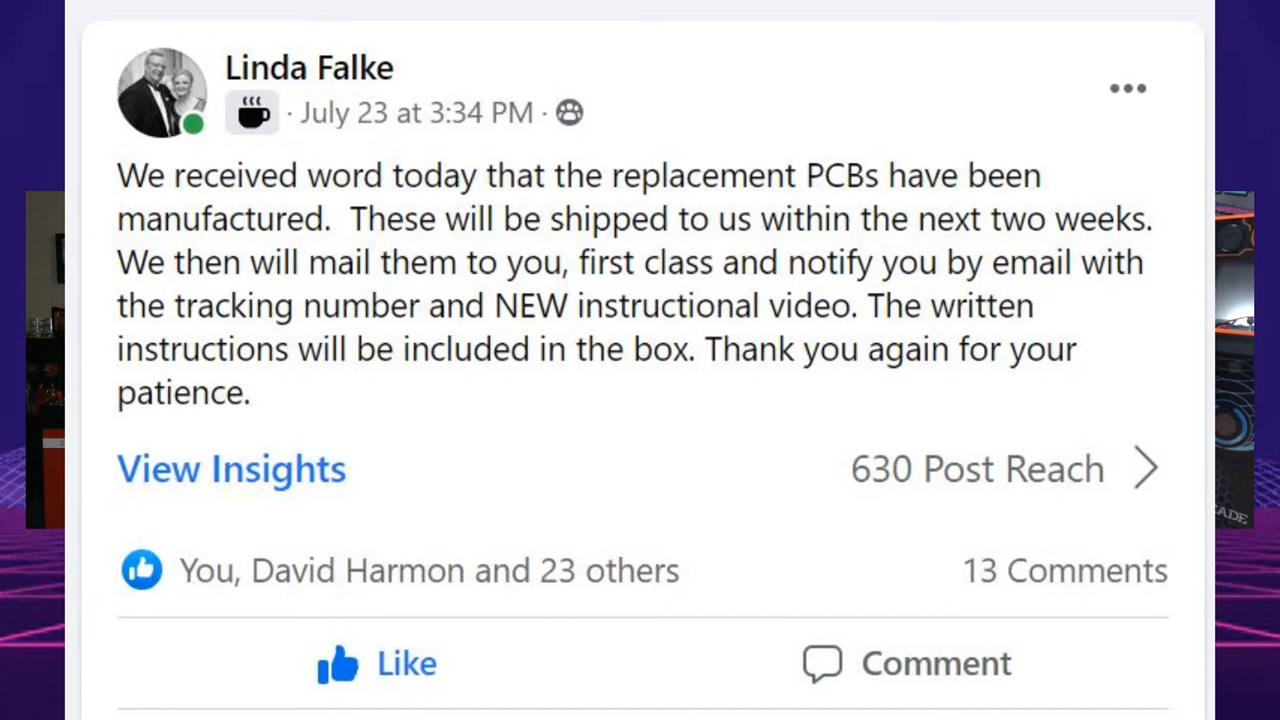 Linda Falke
· July 23 at 3:34 PM ·
We received word today that the replacement PCBs have been
manufactured.  These will be shipped to us within the next two weeks.
We then will mail them to you, first class and notify you by email with
the tracking number and NEW instructional video. The written
instructions will be included in the box. Thank you again for your
patience.
View Insights
630 Post Reach
You, David Harmon and 23 others
13 Comments
Like
Comment
ADE